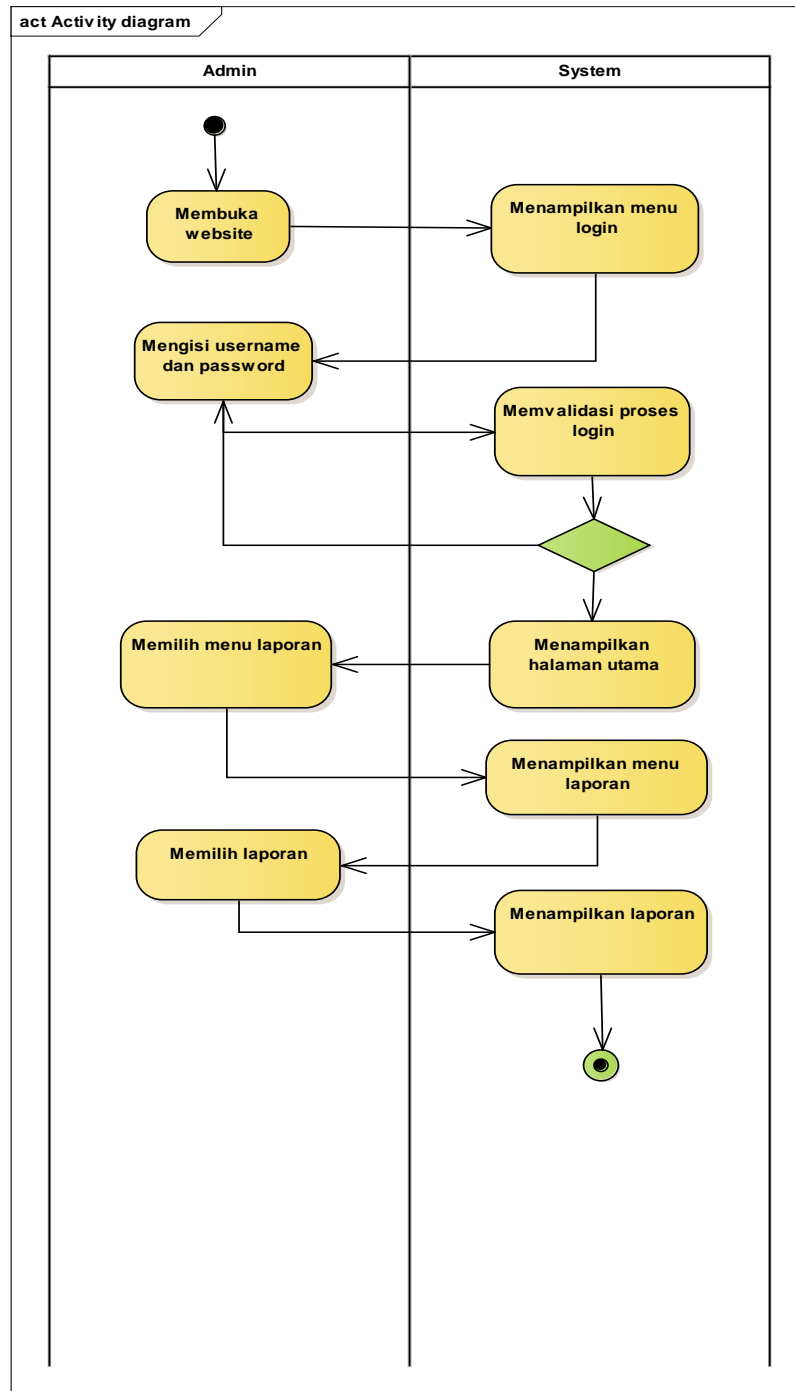 act Activity diagram
Admin
System
Membuka
website
Menampilkan menu
login
Mengisi username
dan password
Memvalidasi proses
login
Memilih menu laporan
Menampilkan
halaman utama
Menampilkan menu
laporan
Memilih laporan
Menampilkan laporan